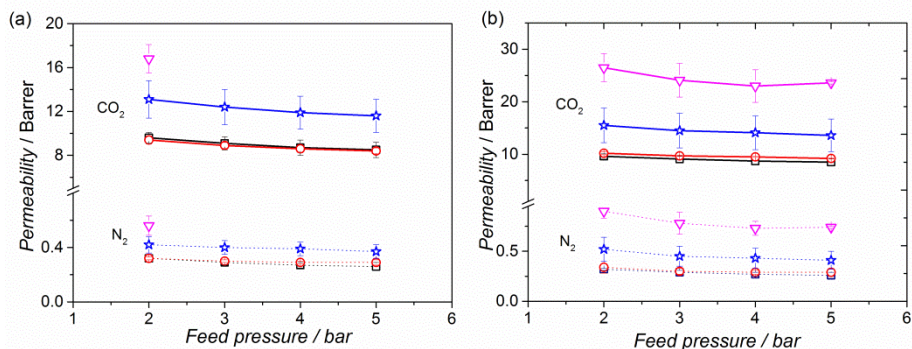 (a)
20
16
12
8
0.4
0.0
CO2
N2
Permeability / Barrer
1 2 3 4 5 6
Feed pressure / bar
(b)
30
20
10
0.5
0.0
CO2
N2
Permeability / Barrer
1 2 3 4 5 6
Feed pressure / bar